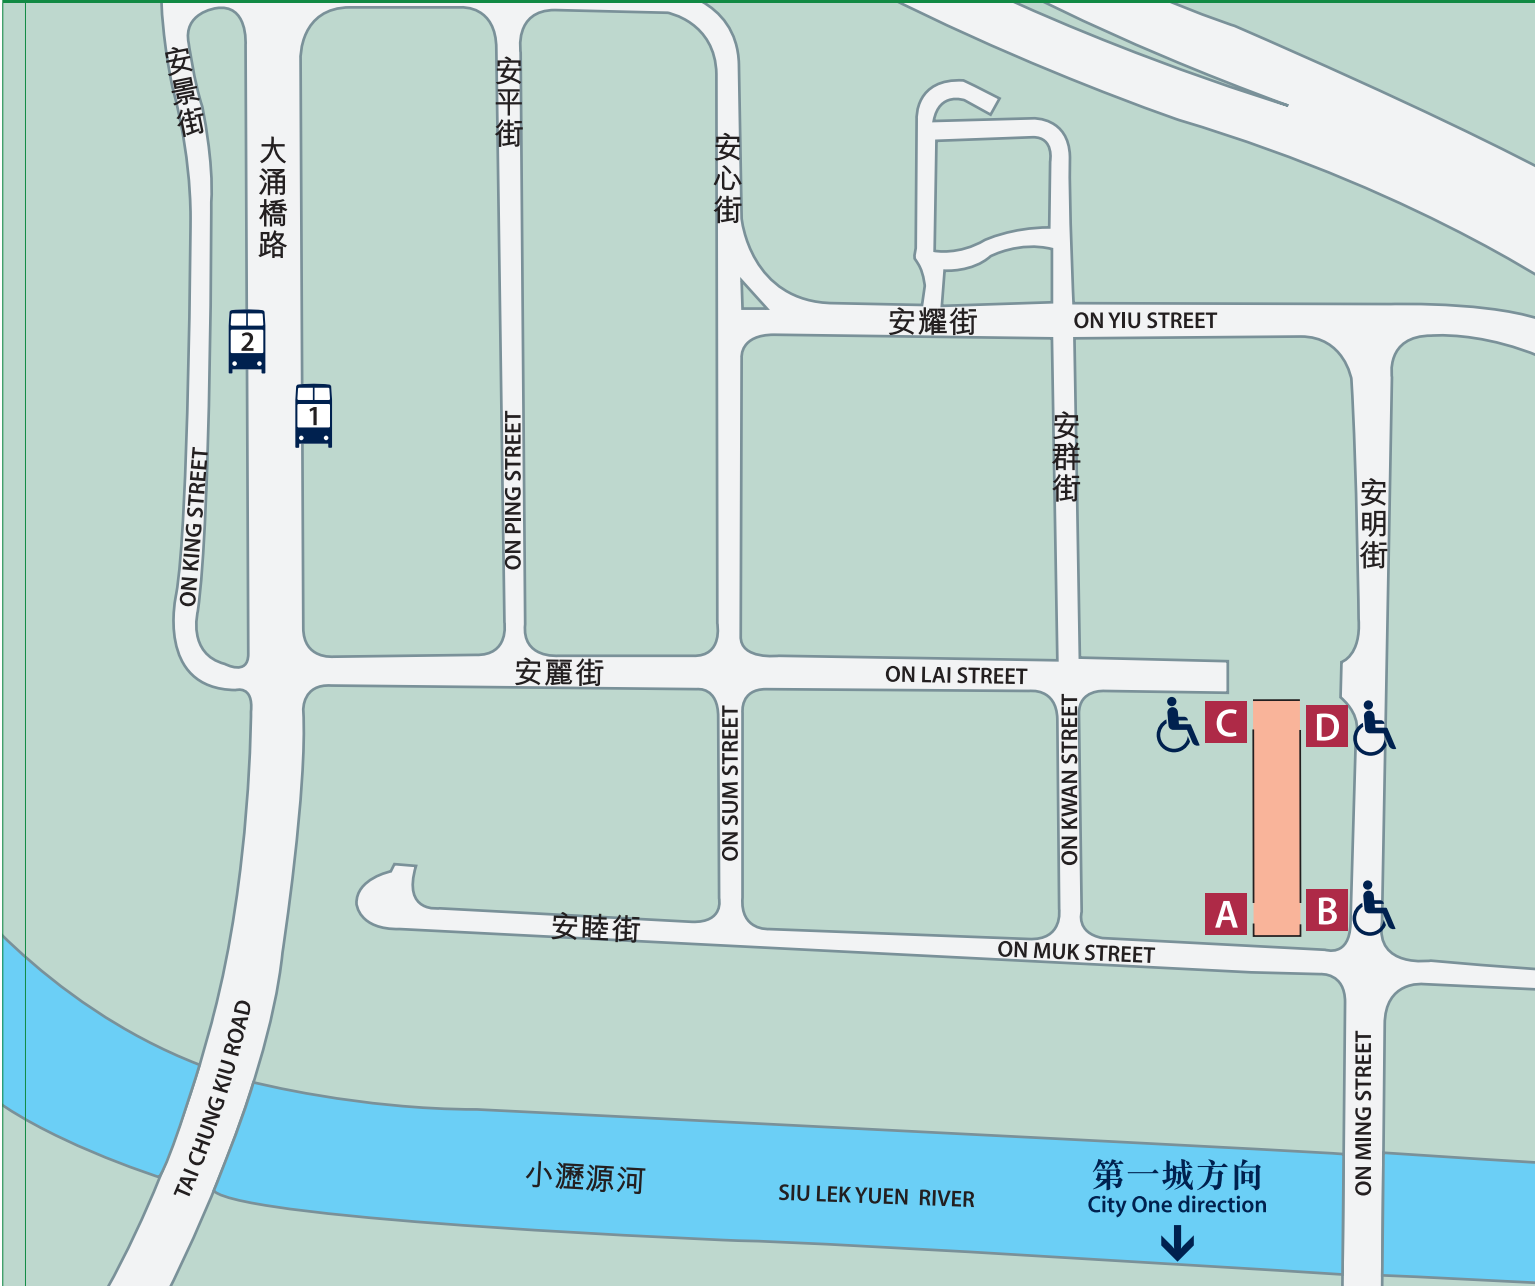 安景街
安平街
大涌橋路
安心街
安耀街
ON YIU STREET
2
1
ON KING STREET
ON PING STREET
安群街
安明街
安麗街
ON LAI STREET
ON SUM STREET
ON KWAN STREET
C
D
A
B
安睦街
ON MUK STREET
TAI CHUNG KIU ROAD
ON MING STREET
小瀝源河
SIU LEK YUEN RIVER
第一城方向
City One direction